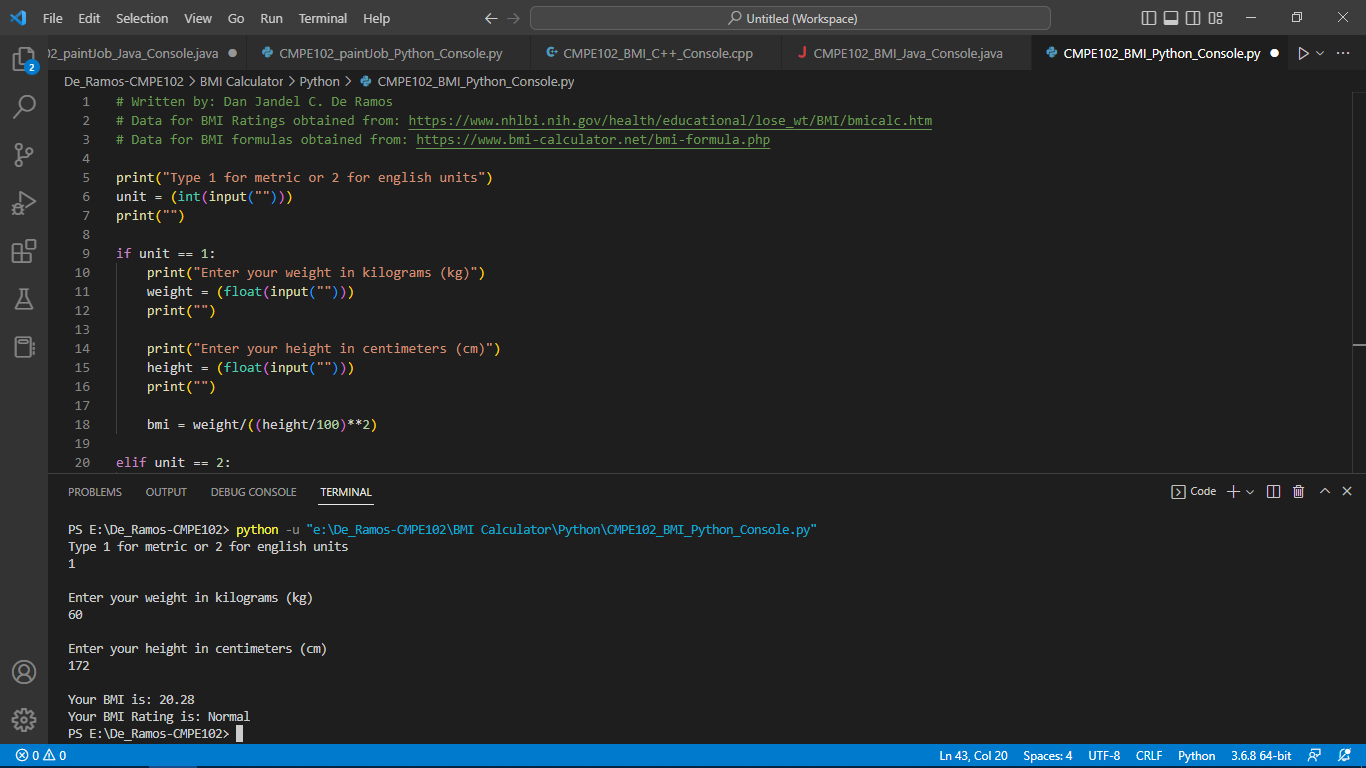 File Edit Selection View Go Run Terminal Help
Untitled (Workspace)
02_paintJob_Java_Console.java CMPE102_paintJob_Python_Console.py CMPE102_BMI_C++_Console.cpp CMPE102_BMI_Java_Console.java CMPE102_BMI_Python_Console.py
2
De_Ramos-CMPE102 > BMI Calculator > Python > CMPE102_BMI_Python_Console.py
1 # Written by: Dan Jandel C. De Ramos
2 # Data for BMI Ratings obtained from: https://www.nhlbi.nih.gov/health/educational/lose_wt/BMI/bmicalc.htm
3 # Data for BMI formulas obtained from: https://www.bmi-calculator.net/bmi-formula.php
4
5 print("Type 1 for metric or 2 for english units")
6 unit = (int(input("")))
7 print("")
8
9 if unit == 1:
10     print("Enter your weight in kilograms (kg)")
11     weight = (float(input("")))
12     print("")
13
14     print("Enter your height in centimeters (cm)")
15     height = (float(input("")))
16     print("")
17
18     bmi = weight/((height/100)**2)
19
20 elif unit == 2:
PROBLEMS OUTPUT DEBUG CONSOLE TERMINAL
Code
PS E:\De_Ramos-CMPE102> python -u "e:\De_Ramos-CMPE102\BMI Calculator\Python\CMPE102_BMI_Python_Console.py"
Type 1 for metric or 2 for english units
1
Enter your weight in kilograms (kg)
60
Enter your height in centimeters (cm)
172
Your BMI is: 20.28
Your BMI Rating is: Normal
PS E:\De_Ramos-CMPE102>
0 0 Ln 43, Col 20 Spaces: 4 UTF-8 CRLF Python 3.6.8 64-bit